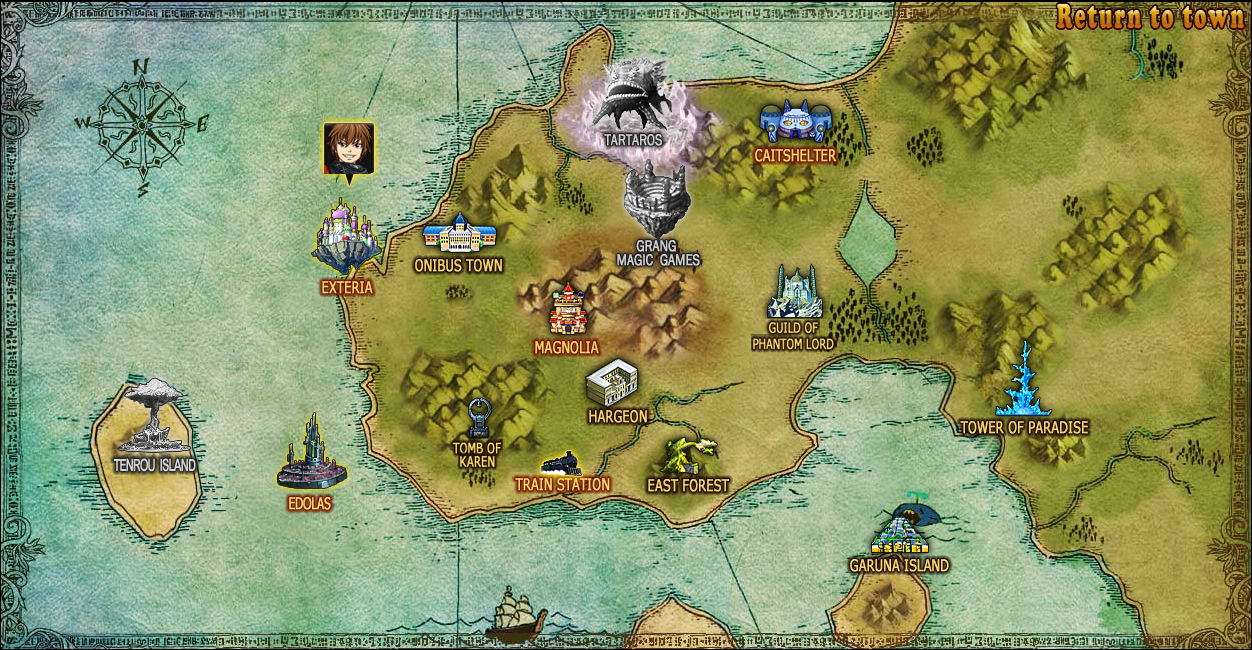 Return to town
N
W
E
S
TARTAROS
CAITSHELTER
GRANG
MAGIC GAMES
ONIBUS TOWN
EXTERIA
GUILD OF
PHANTOM LORD
MAGNOLIA
HARGEON
TOWER OF PARADISE
TOMB OF
KAREN
TENROU ISLAND
TRAIN STATION
EAST FOREST
EDOLAS
GARUNA ISLAND